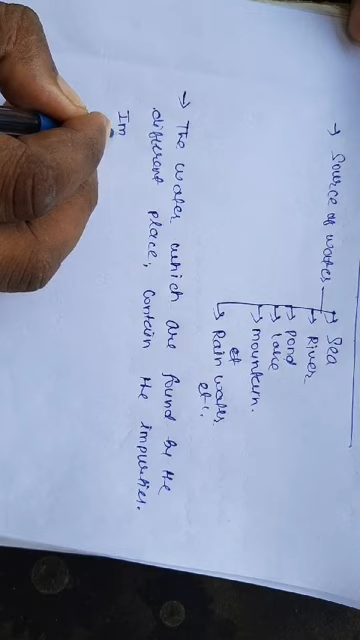 → Source of water → Sea
→ River
→ Pond
→ Lake
→ mountain.
et
→ Rain water, etc.
→ The water which are found by the
different place, contain the impurities.
Im